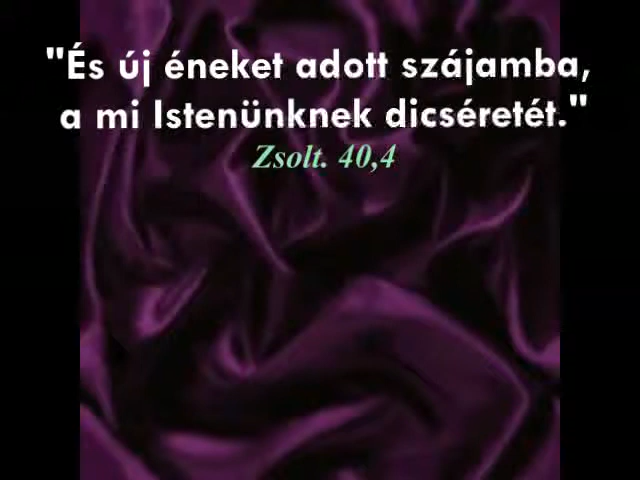 "És új éneket adott szájamba,
a mi Istenünknek dicséretét."
Zsolt. 40,4